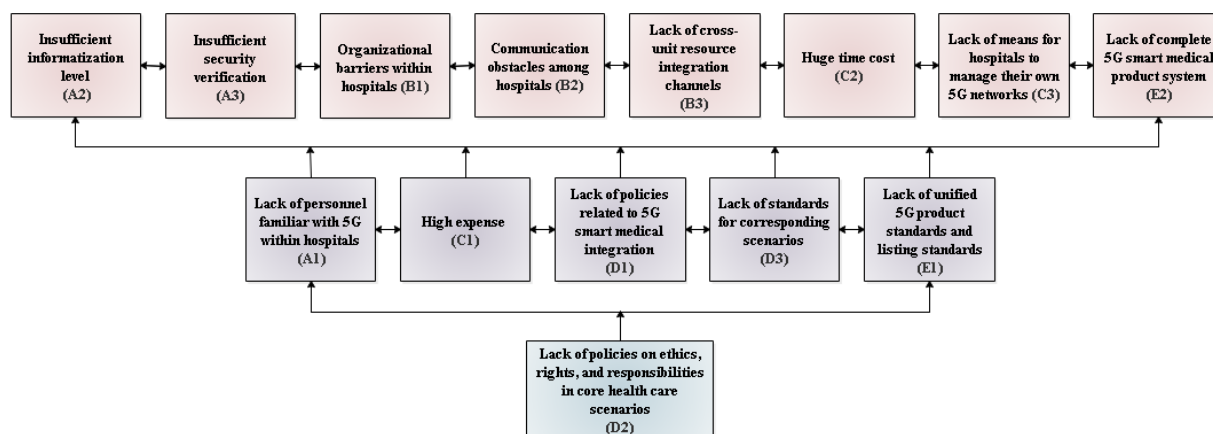 Insufficient
informatization
level
(A2)
Insufficient
security
verification
(A3)
Organizational
barriers within
hospitals (B1)
Communication
obstacles among
hospitals (B2)
Lack of cross-
unit resource
integration
channels
(B3)
Huge time cost
(C2)
Lack of means for
hospitals to
manage their own
5G networks (C3)
Lack of complete
5G smart medical
product system
(E2)
Lack of personnel
familiar with 5G
within hospitals
(A1)
High expense
(C1)
Lack of policies
related to 5G
smart medical
integration
(D1)
Lack of standards
for corresponding
scenarios
(D3)
Lack of unified
5G product
standards and
listing standards
(E1)
Lack of policies on ethics,
rights, and responsibilities
in core health care
scenarios
(D2)